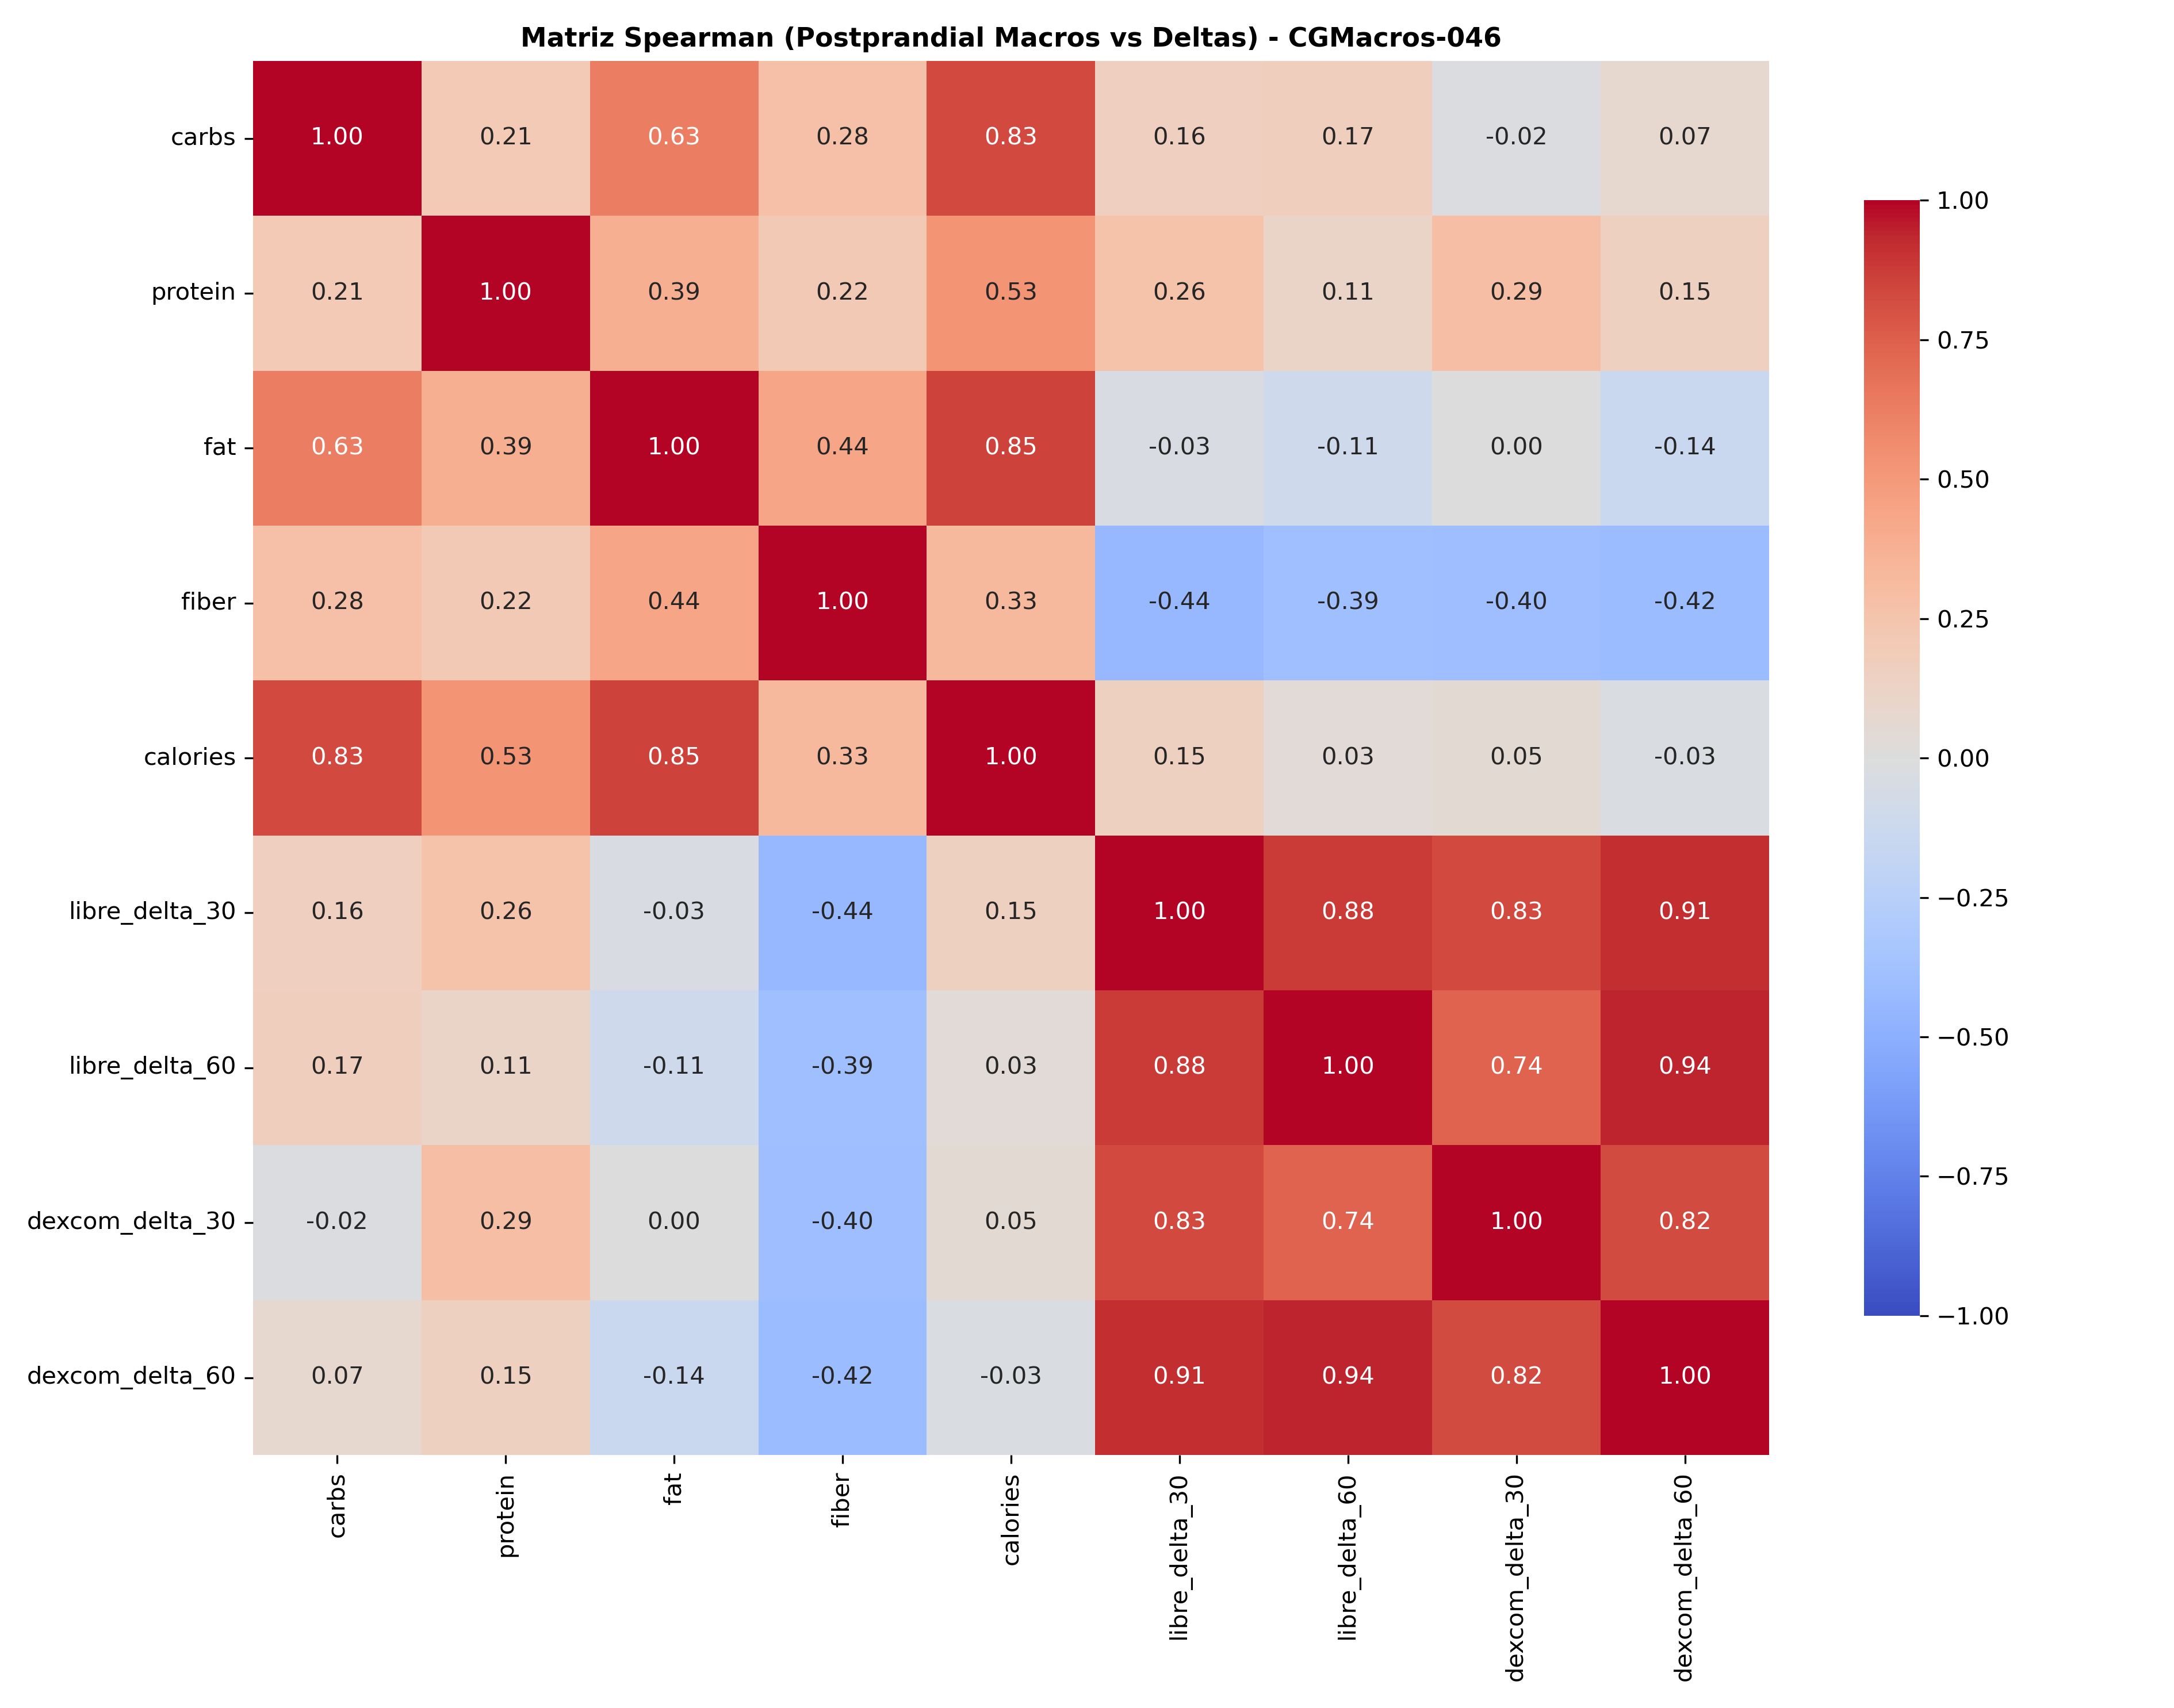 Matriz Spearman (Postprandial Macros vs Deltas) - CGMacros-046
carbs 1.00 0.21 0.63 0.28 0.83 0.16 0.17 -0.02 0.07
protein 0.21 1.00 0.39 0.22 0.53 0.26 0.11 0.29 0.15
fat 0.63 0.39 1.00 0.44 0.85 -0.03 -0.11 0.00 -0.14
fiber 0.28 0.22 0.44 1.00 0.33 -0.44 -0.39 -0.40 -0.42
calories 0.83 0.53 0.85 0.33 1.00 0.15 0.03 0.05 -0.03
libre_delta_30 0.16 0.26 -0.03 -0.44 0.15 1.00 0.88 0.83 0.91
libre_delta_60 0.17 0.11 -0.11 -0.39 0.03 0.88 1.00 0.74 0.94
dexcom_delta_30 -0.02 0.29 0.00 -0.40 0.05 0.83 0.74 1.00 0.82
dexcom_delta_60 0.07 0.15 -0.14 -0.42 -0.03 0.91 0.94 0.82 1.00
carbs protein fat fiber calories libre_delta_30 libre_delta_60 dexcom_delta_30 dexcom_delta_60
1.00
0.75
0.50
0.25
0.00
−0.25
−0.50
−0.75
−1.00